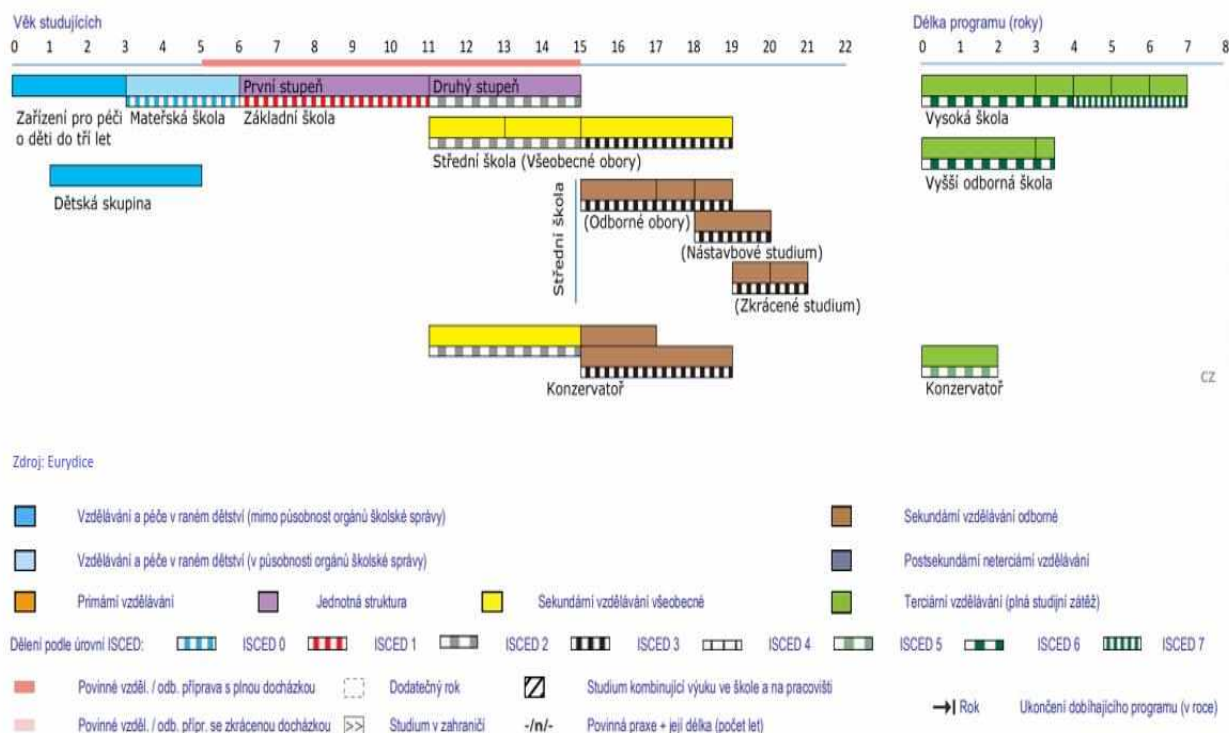 Věk studujících
0 1 2 3 4 5 6 7 8 9 10 11 12 13 14 15 16 17 18 19 20 21 22
První stupeň
Druhý stupeň
Zařízení pro péči
o děti do tří let
Mateřská škola
Základní škola
Střední škola (Všeobecné obory)
Dětská skupina
Střední škola
(Odborné obory)
(Nástavbové studium)
(Zkrácené studium)
Konzervatoř
Délka programu (roky)
0 1 2 3 4 5 6 7 8
Vysoká škola
Vyšší odborná škola
Konzervatoř
CZ
Zdroj: Eurydice
Vzdělávání a péče v raném dětství (mimo působnost orgánů školské správy)
Sekundární vzdělávání odborné
Vzdělávání a péče v raném dětství (v působnosti orgánů školské správy)
Postsekundární neterciární vzdělávání
Primární vzdělávání
Jednotná struktura
Sekundární vzdělávání všeobecné
Terciární vzdělávání (plná studijní zátěž)
Dělení podle úrovní ISCED:
ISCED 0
ISCED 1
ISCED 2
ISCED 3
ISCED 4
ISCED 5
ISCED 6
ISCED 7
Povinné vzděl. / odb. příprava s plnou docházkou
Dodatečný rok
Studium kombinující výuku ve škole a na pracovišti
Povinné vzděl. / odb. přípr. se zkrácenou docházkou
>> Studium v zahraničí
-/n/- Povinná praxe + její délka (počet let)
Rok Ukončení dobíhajícího programu (v roce)